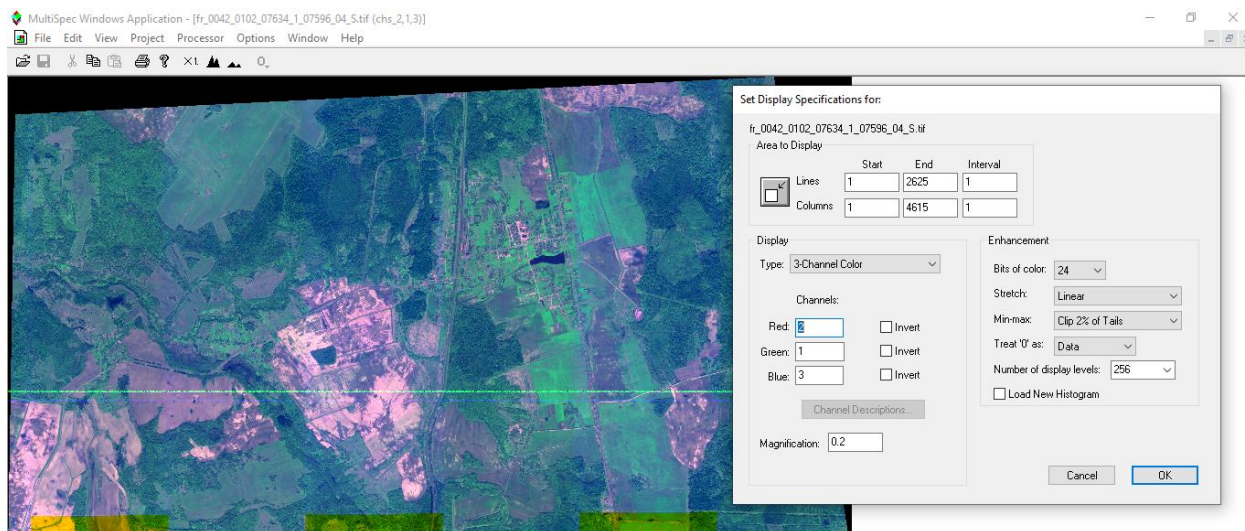 MultiSpec Windows Application - [fr_0042_0102_07634_1_07596_04_S.tif (chs_2,1,3)]
File Edit View Project Processor Options Window Help
×1
0.
Set Display Specifications for:
fr_0042_0102_07634_1_07596_04_S.tif
Area to Display
Start End Interval
Lines 1 2625 1
Columns 1 4615 1
Display
Type: 3-Channel Color
Channels:
Red: 2 Invert
Green: 1 Invert
Blue: 3 Invert
Channel Descriptions...
Magnification: 0.2
Enhancement
Bits of color: 24
Stretch: Linear
Min-max: Clip 2% of Tails
Treat '0' as: Data
Number of display levels: 256
Load New Histogram
Cancel OK